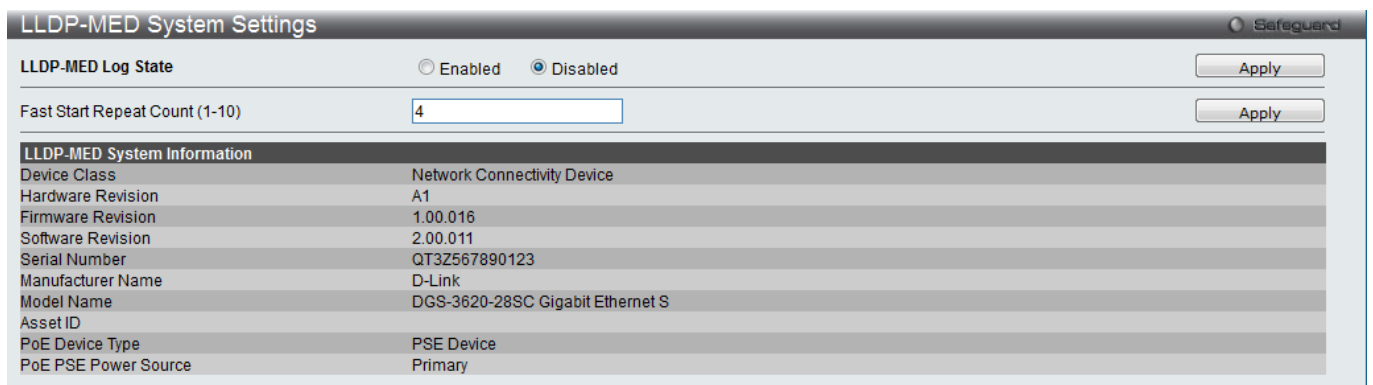 LLDP-MED System Settings Safeguard
LLDP-MED Log State Enabled Disabled Apply
Fast Start Repeat Count (1-10) 4 Apply
LLDP-MED System Information
Device Class Network Connectivity Device
Hardware Revision A1
Firmware Revision 1.00.016
Software Revision 2.00.011
Serial Number QT3Z567890123
Manufacturer Name D-Link
Model Name DGS-3620-28SC Gigabit Ethernet S
Asset ID
PoE Device Type PSE Device
PoE PSE Power Source Primary